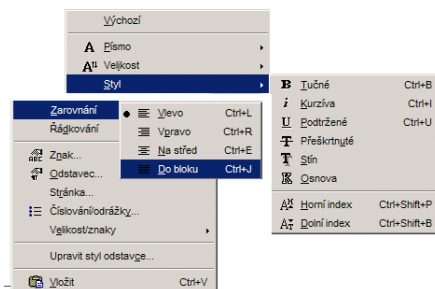 Výchozí
Písmo
Velikost
Styl
Tučné Ctrl+B
Kurzíva Ctrl+I
Podtržené Ctrl+U
Přeškrtnuté
Stín
Osnova
Horní index Ctrl+Shift+P
Dolní index Ctrl+Shift+B
Zarovnání
Řádkování
Znak...
Odstavec...
Stránka...
Číslování/odrážky...
Velikost/znaky
Upravit styl odstavce...
Vložit Ctrl+V
Vlevo Ctrl+L
Vpravo Ctrl+R
Na střed Ctrl+E
Do bloku Ctrl+J